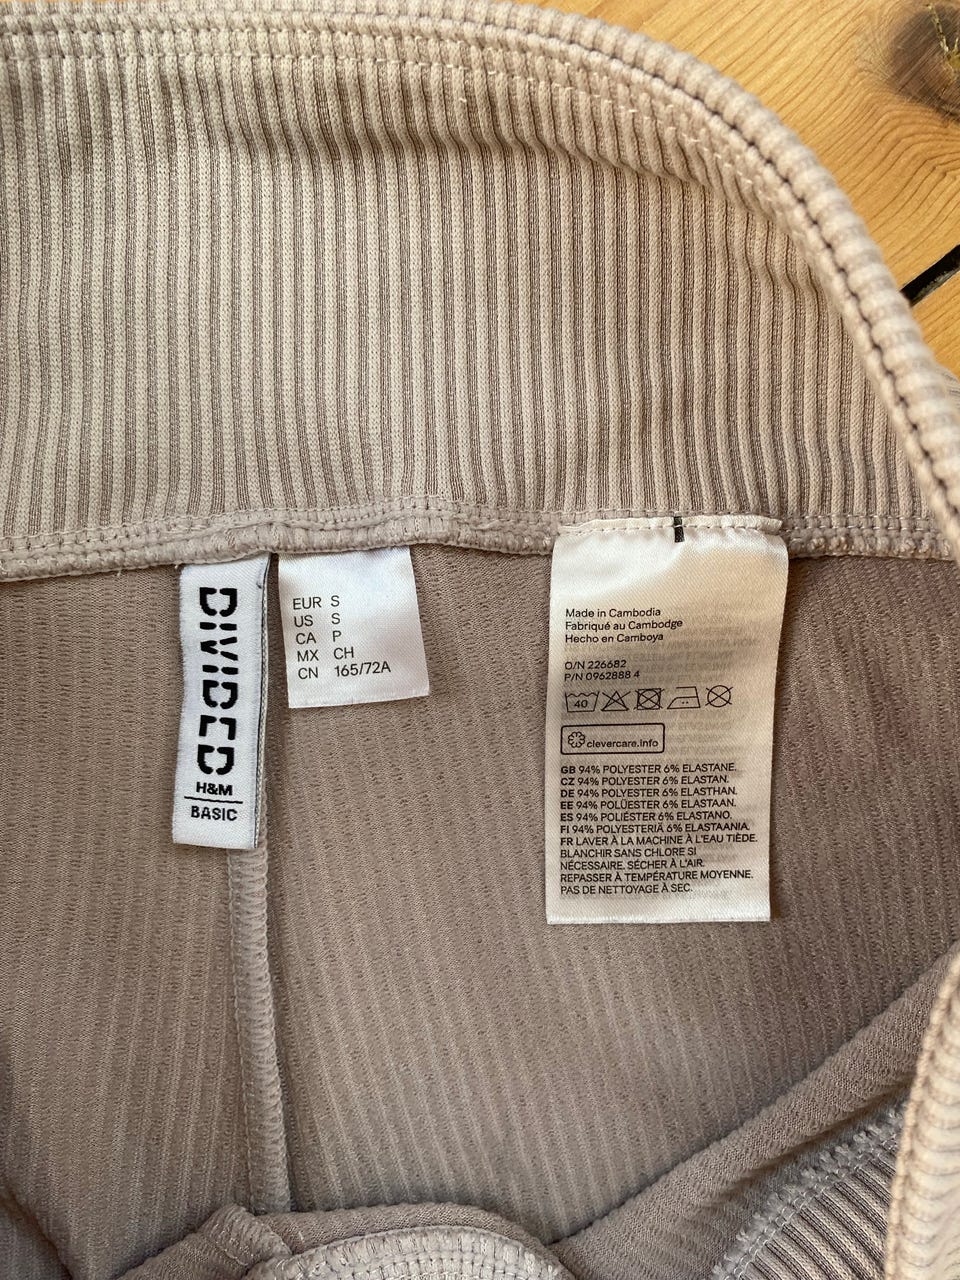 DIVIDED
H&M
BASIC
EUR S
US S
CA P
MX CH
CN 165/72A
Made in Cambodia
Fabriqué au Cambodge
Hecho en Camboya
O/N 226682
P/N 0962888 4
40
clevercare.info
GB 94% POLYESTER 6% ELASTANE.
CZ 94% POLYESTER 6% ELASTAN.
DE 94% POLYESTER 6% ELASTHAN.
EE 94% POLÜESTER 6% ELASTAAN.
ES 94% POLIÉSTER 6% ELASTANO.
FI 94% POLYESTERIÄ 6% ELASTAANIA.
FR LAVER À LA MACHINE À L'EAU TIÈDE.
BLANCHIR SANS CHLORE SI
NÉCESSAIRE. SÉCHER À L'AIR.
REPASSER À TEMPÉRATURE MOYENNE.
PAS DE NETTOYAGE À SEC.